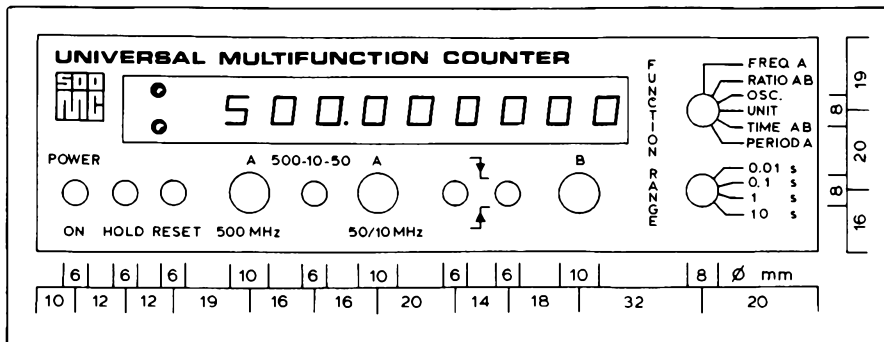 UNIVERSAL MULTIFUNCTION COUNTER
500
MC
500.000000
FUNCTION RANGE
FREQ A
RATIO AB
OSC.
UNIT
TIME AB
PERIOD A
POWER
A 500-10-50 A
B
0.01 s
0.1 s
1 s
10 s
ON HOLD RESET 500 MHz 50/10 MHz
19
8
20
8
16
6 6 6 10 6 10 6 6 10 8 Ø mm
10 12 12 19 16 16 20 14 18 32 20